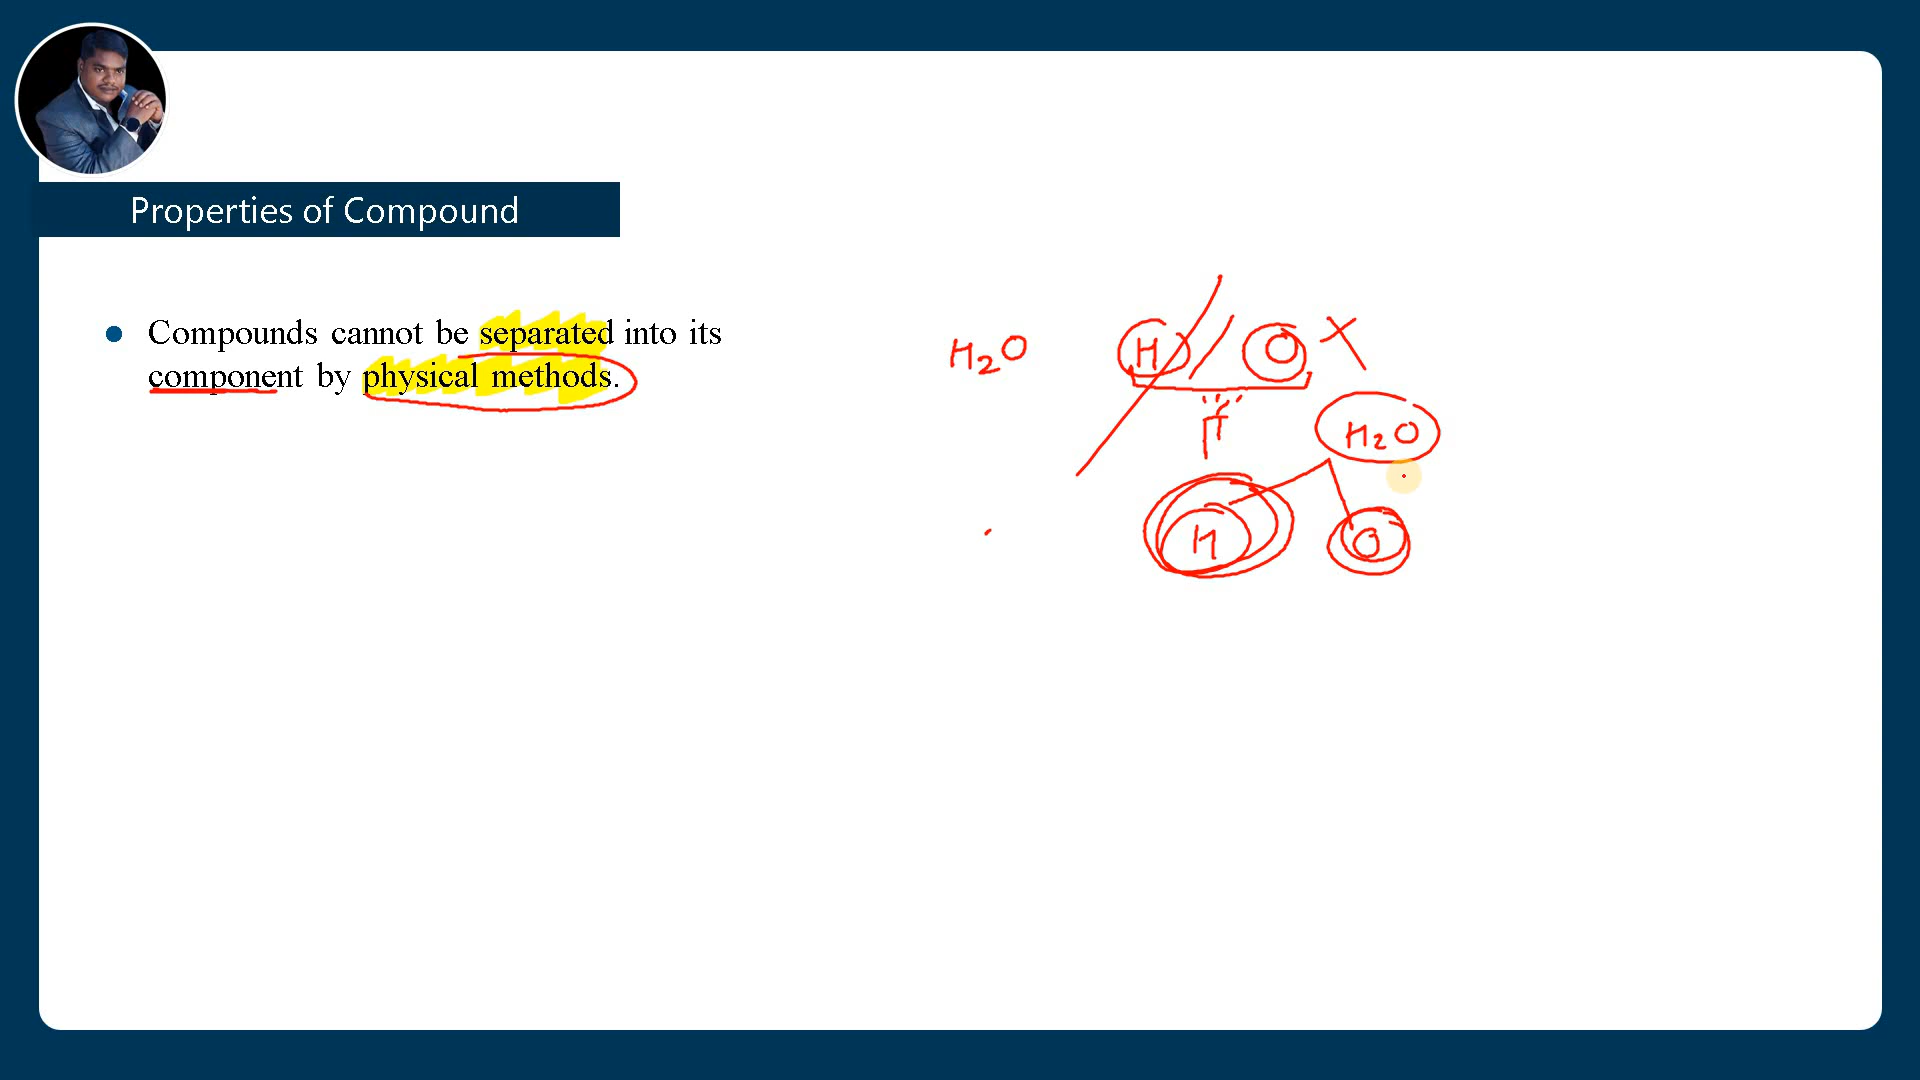 Properties of Compound
Compounds cannot be separated into its
component by physical methods.
H₂O
H O
H₂O
H O